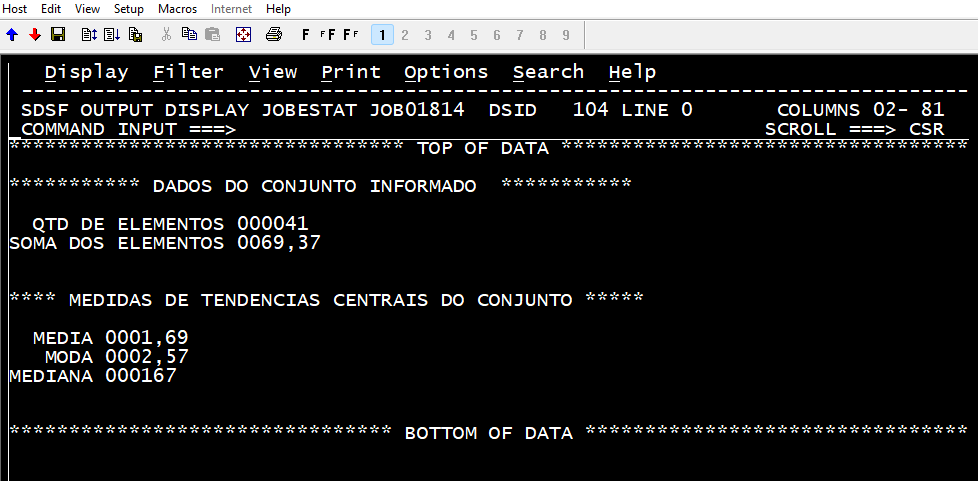 Host Edit View Setup Macros Internet Help
F FF FF 1 2 3 4 5 6 7 8 9
Display Filter View Print Options Search Help
-------------------------------------------------------------------------------
SDSF OUTPUT DISPLAY JOBESTAT JOB01814 DSID 104 LINE 0 COLUMNS 02- 81
COMMAND INPUT ===> SCROLL ===> CSR
********************************* TOP OF DATA **********************************
*********** DADOS DO CONJUNTO INFORMADO ***********
QTD DE ELEMENTOS 000041
SOMA DOS ELEMENTOS 0069,37
**** MEDIDAS DE TENDENCIAS CENTRAIS DO CONJUNTO *****
MEDIA 0001,69
MODA 0002,57
MEDIANA 000167
******************************** BOTTOM OF DATA ********************************